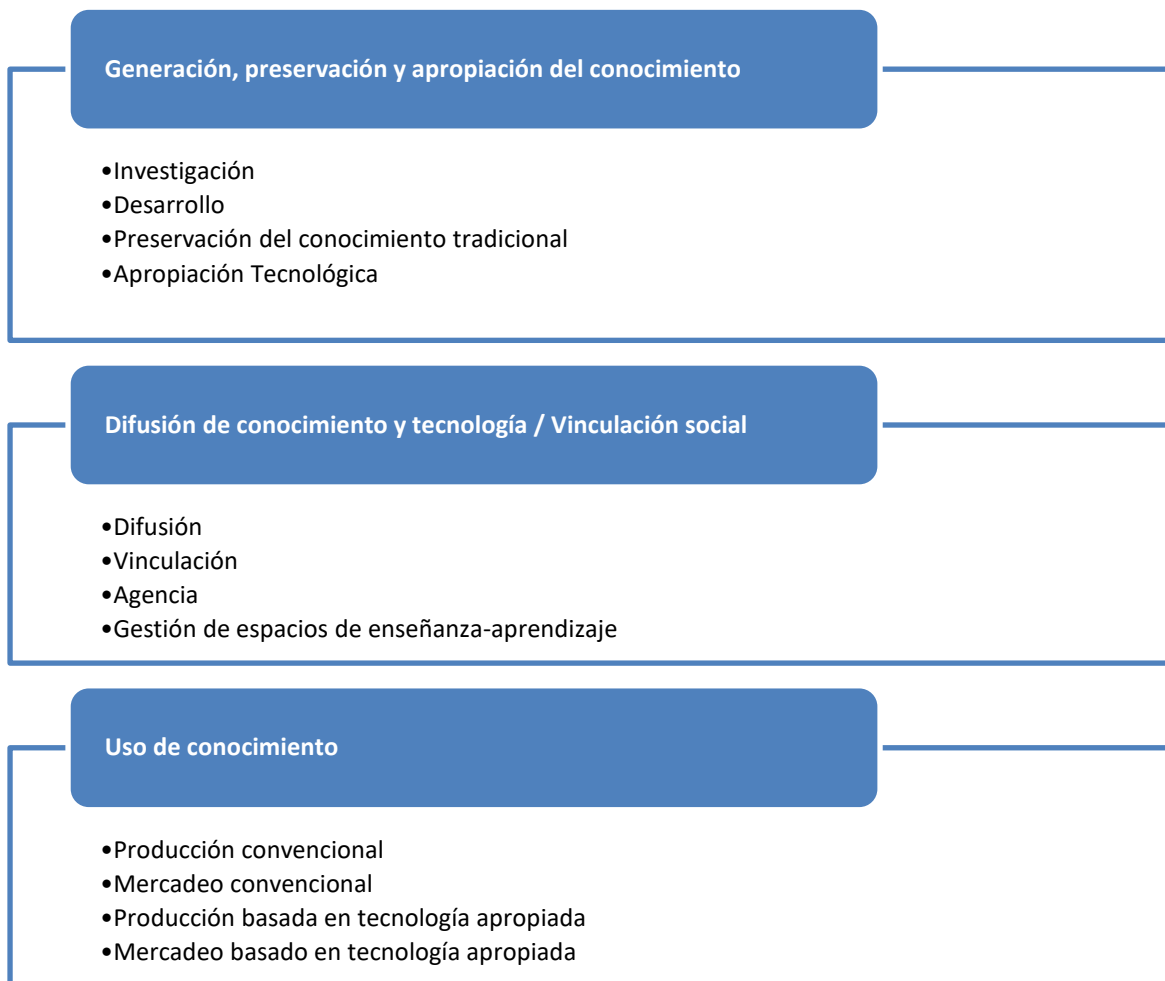 Generación, preservación y apropiación del conocimiento
•Investigación
•Desarrollo
•Preservación del conocimiento tradicional
•Apropiación Tecnológica
Difusión de conocimiento y tecnología / Vinculación social
•Difusión
•Vinculación
•Agencia
•Gestión de espacios de enseñanza-aprendizaje
Uso de conocimiento
•Producción convencional
•Mercadeo convencional
•Producción basada en tecnología apropiada
•Mercadeo basado en tecnología apropiada